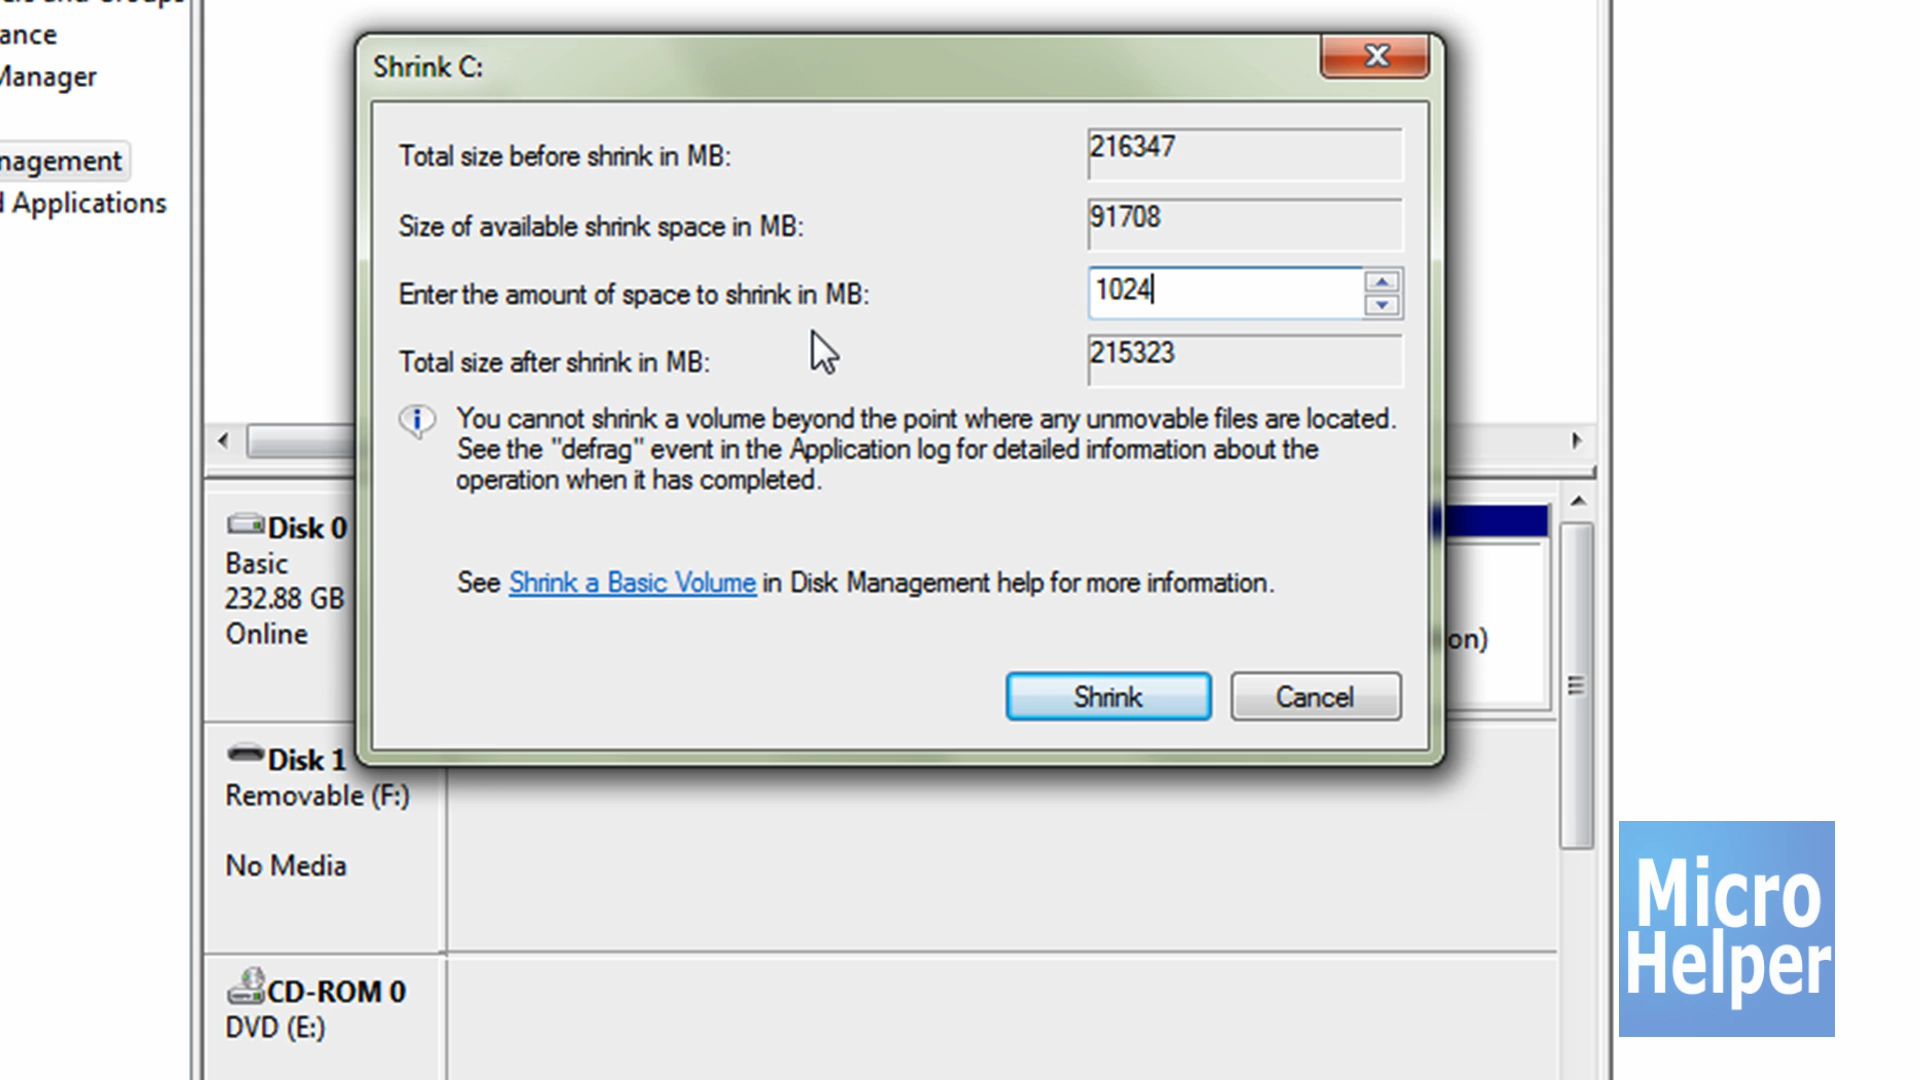 ance
Manager
nagement
d Applications
Shrink C:
Total size before shrink in MB:
216347
Size of available shrink space in MB:
91708
Enter the amount of space to shrink in MB:
1024
Total size after shrink in MB:
215323
You cannot shrink a volume beyond the point where any unmovable files are located.
See the "defrag" event in the Application log for detailed information about the
operation when it has completed.
See Shrink a Basic Volume in Disk Management help for more information.
Shrink
Cancel
Disk 0
Basic
232.88 GB
Online
on)
Disk 1
Removable (F:)
No Media
CD-ROM 0
DVD (E:)
Micro
Helper